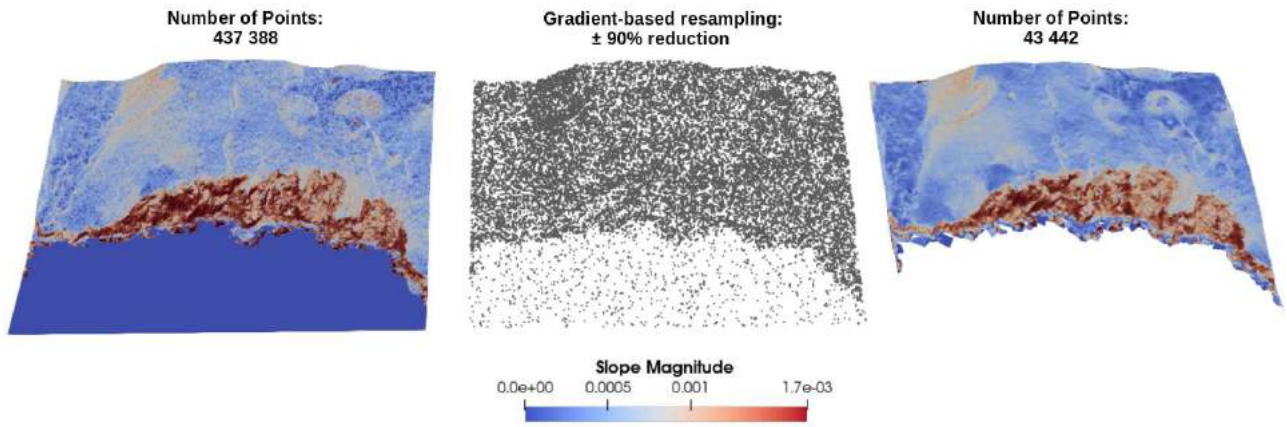 Number of Points:
437 388
Gradient-based resampling:
± 90% reduction
Number of Points:
43 442
Slope Magnitude
0.0e+00 0.0005 0.001 1.7e-03